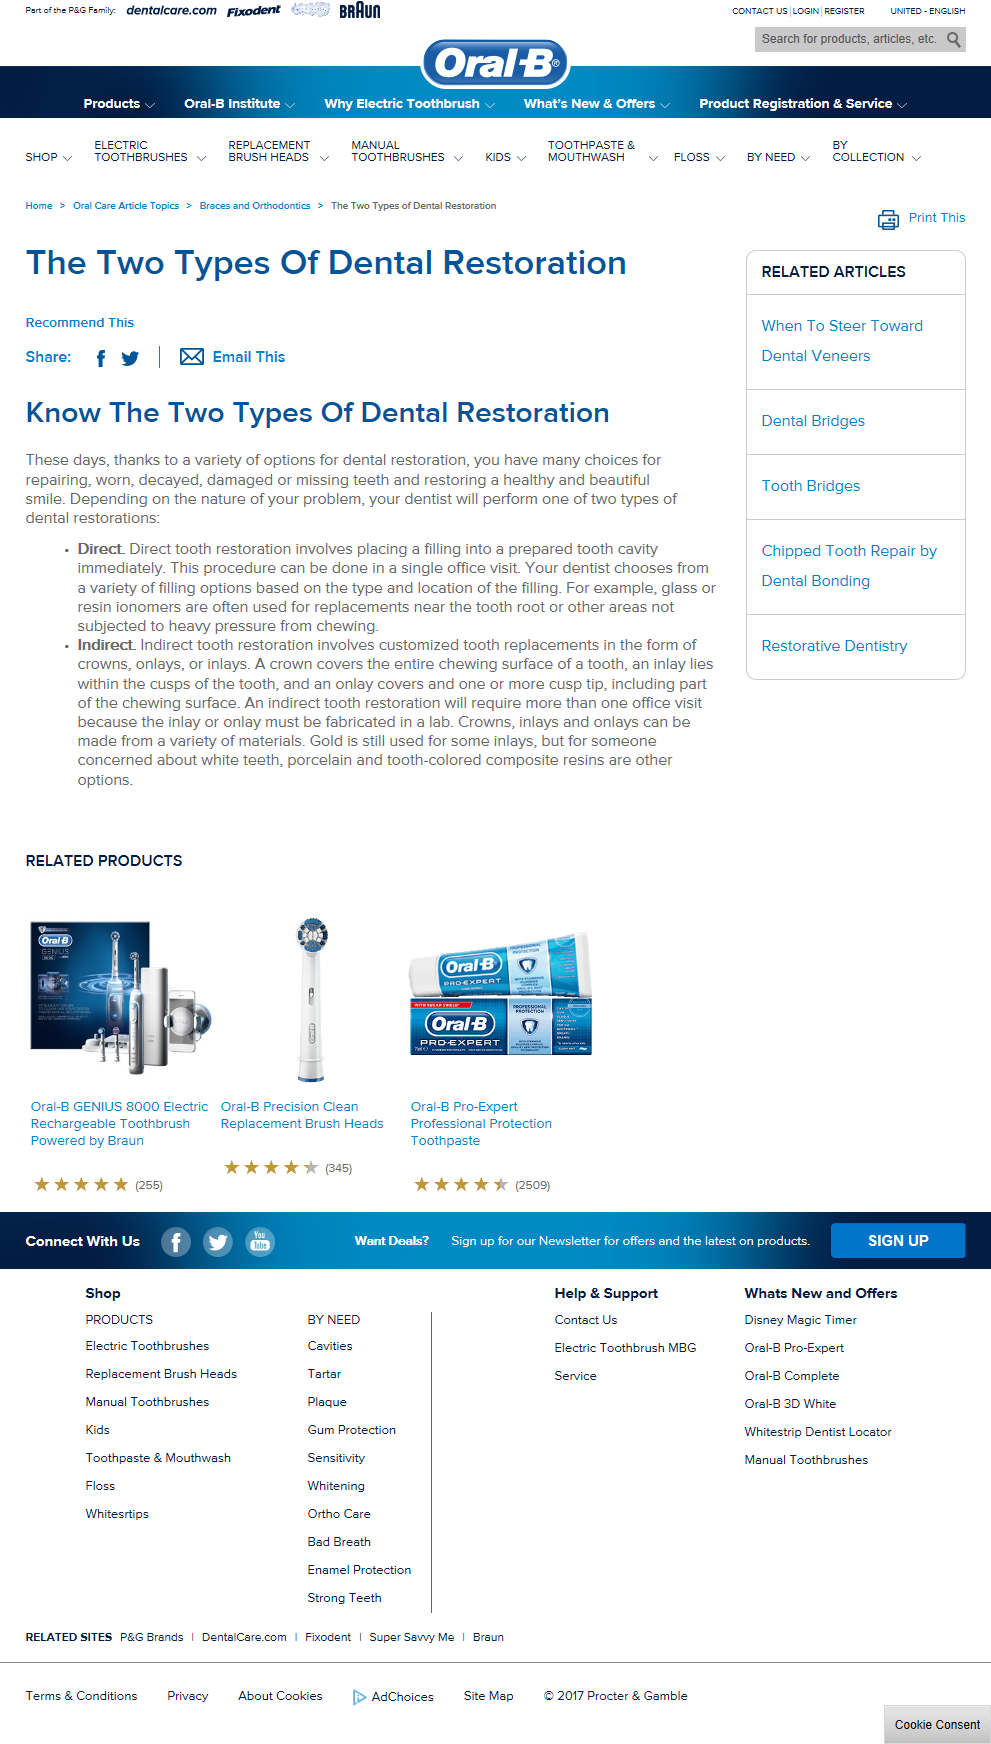 Part of the P&G Family: dentalcare.com Fixodent BRAUN
CONTACT US | LOGIN | REGISTER UNITED - ENGLISH
Search for products, articles, etc.
Oral-B®
Products Oral-B Institute Why Electric Toothbrush What's New & Offers Product Registration & Service
SHOP
ELECTRIC
TOOTHBRUSHES
REPLACEMENT
BRUSH HEADS
MANUAL
TOOTHBRUSHES
KIDS
TOOTHPASTE &
MOUTHWASH
FLOSS
BY NEED
BY
COLLECTION
Home > Oral Care Article Topics > Braces and Orthodontics > The Two Types of Dental Restoration
Print This
The Two Types Of Dental Restoration
Recommend This
Share: Email This
Know The Two Types Of Dental Restoration
These days, thanks to a variety of options for dental restoration, you have many choices for
repairing, worn, decayed, damaged or missing teeth and restoring a healthy and beautiful
smile. Depending on the nature of your problem, your dentist will perform one of two types of
dental restorations:
• Direct. Direct tooth restoration involves placing a filling into a prepared tooth cavity
immediately. This procedure can be done in a single office visit. Your dentist chooses from
a variety of filling options based on the type and location of the filling. For example, glass or
resin ionomers are often used for replacements near the tooth root or other areas not
subjected to heavy pressure from chewing.
• Indirect. Indirect tooth restoration involves customized tooth replacements in the form of
crowns, onlays, or inlays. A crown covers the entire chewing surface of a tooth, an inlay lies
within the cusps of the tooth, and an onlay covers and one or more cusp tip, including part
of the chewing surface. An indirect tooth restoration will require more than one office visit
because the inlay or onlay must be fabricated in a lab. Crowns, inlays and onlays can be
made from a variety of materials. Gold is still used for some inlays, but for someone
concerned about white teeth, porcelain and tooth-colored composite resins are other
options.
RELATED ARTICLES
When To Steer Toward
Dental Veneers
Dental Bridges
Tooth Bridges
Chipped Tooth Repair by
Dental Bonding
Restorative Dentistry
RELATED PRODUCTS
Oral-B
GENIUS
Oral-B
Oral-B
PRO-EXPERT
PROFESSIONAL
PROTECTION
Oral-B
PRO-EXPERT
PROFESSIONAL
PROTECTION
Oral-B GENIUS 8000 Electric
Rechargeable Toothbrush
Powered by Braun
(255)
Oral-B Precision Clean
Replacement Brush Heads
(345)
Oral-B Pro-Expert
Professional Protection
Toothpaste
(2509)
Connect With Us
You
Tube
Want Deals? Sign up for our Newsletter for offers and the latest on products.
SIGN UP
Shop
PRODUCTS
Electric Toothbrushes
Replacement Brush Heads
Manual Toothbrushes
Kids
Toothpaste & Mouthwash
Floss
Whitesrtips
BY NEED
Cavities
Tartar
Plaque
Gum Protection
Sensitivity
Whitening
Ortho Care
Bad Breath
Enamel Protection
Strong Teeth
Help & Support
Contact Us
Electric Toothbrush MBG
Service
Whats New and Offers
Disney Magic Timer
Oral-B Pro-Expert
Oral-B Complete
Oral-B 3D White
Whitestrip Dentist Locator
Manual Toothbrushes
RELATED SITES P&G Brands | DentalCare.com | Fixodent | Super Savvy Me | Braun
Terms & Conditions Privacy About Cookies AdChoices Site Map © 2017 Procter & Gamble
Cookie Consent